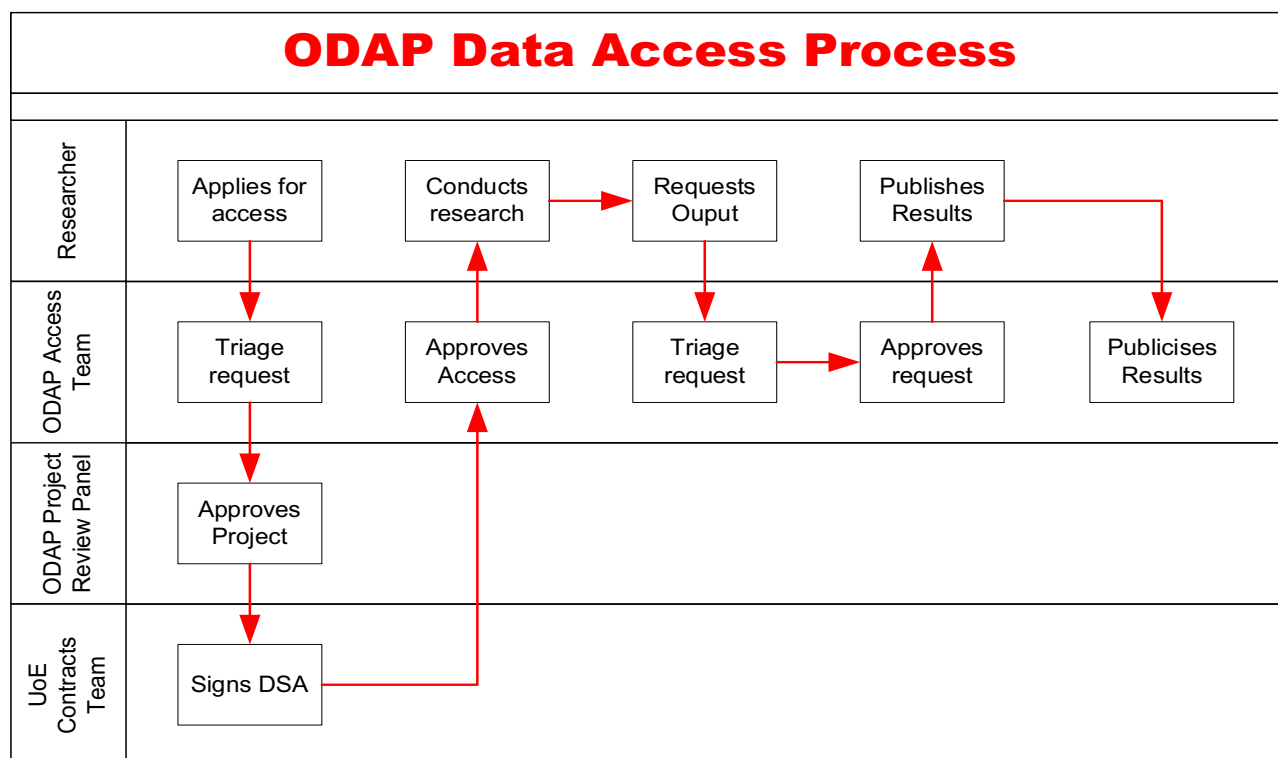 ODAP Data Access Process
Researcher
Applies for
access
Conducts
research
Requests
Ouput
Publishes
Results
ODAP Access
Team
Triage
request
Approves
Access
Triage
request
Approves
request
Publicises
Results
ODAP Project
Review Panel
Approves
Project
UoE
Contracts
Team
Signs DSA